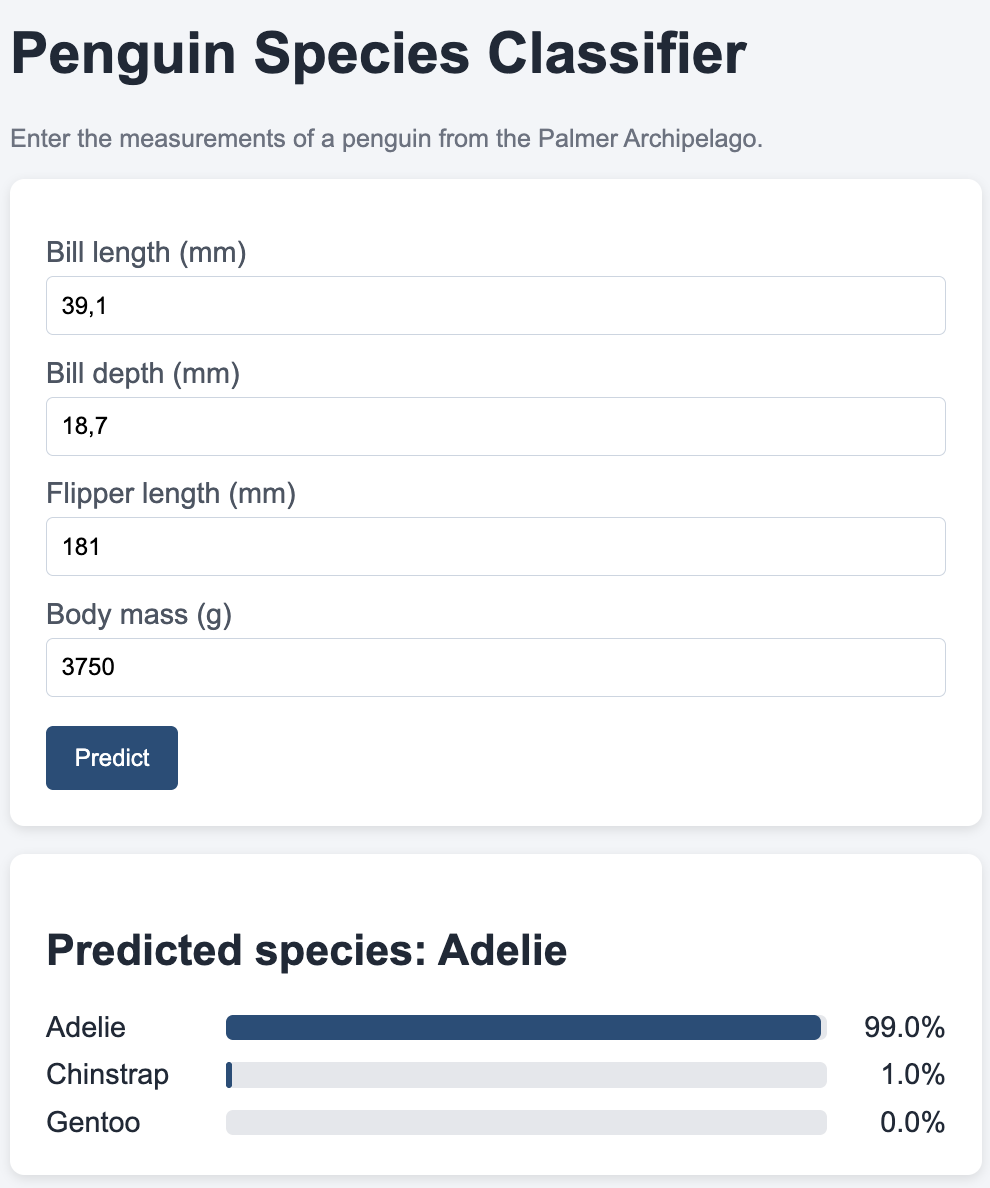 Penguin Species Classifier
Enter the measurements of a penguin from the Palmer Archipelago.
Bill length (mm)
39,1
Bill depth (mm)
18,7
Flipper length (mm)
181
Body mass (g)
3750
Predict
Predicted species: Adelie
Adelie 99.0%
Chinstrap 1.0%
Gentoo 0.0%